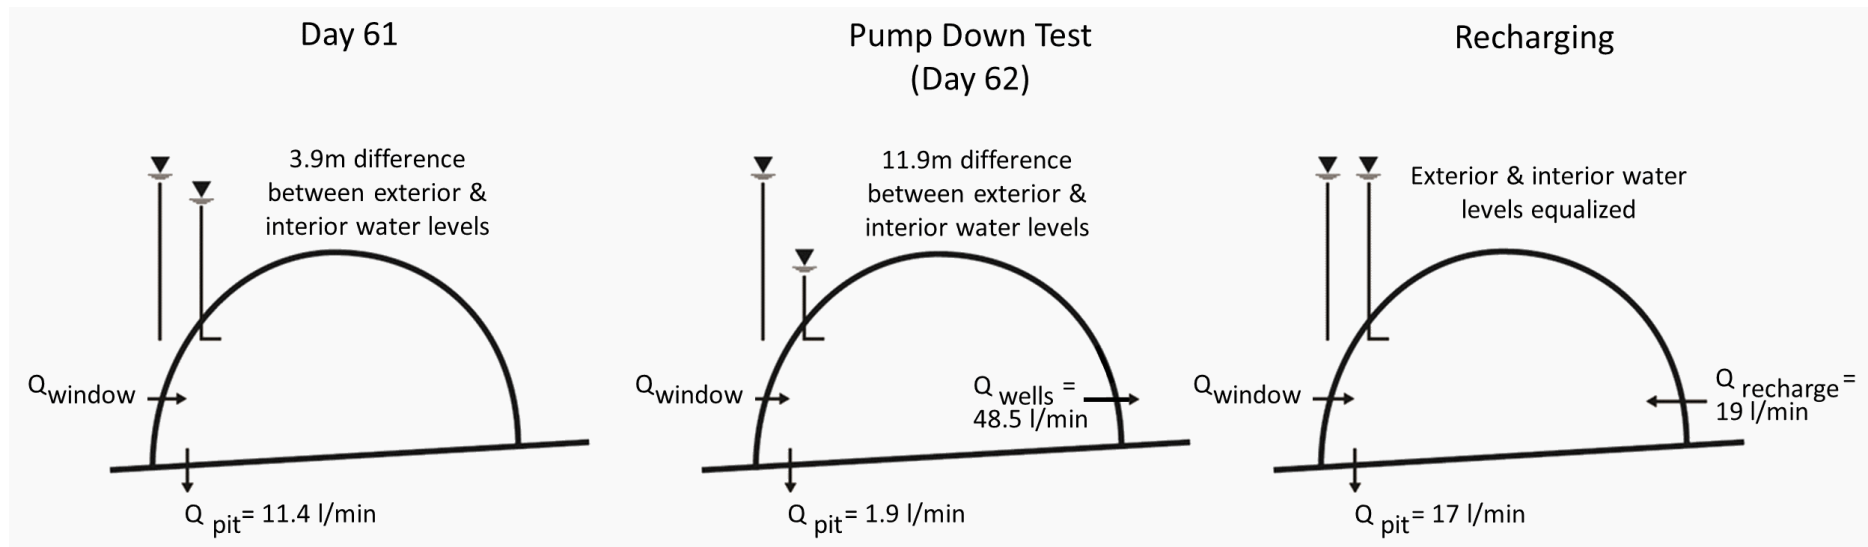 Day 61
3.9m difference
between exterior &
interior water levels
Qwindow
Q pit= 11.4 l/min
Pump Down Test
(Day 62)
11.9m difference
between exterior &
interior water levels
Qwindow
Q wells =
48.5 l/min
Q pit= 1.9 l/min
Recharging
Exterior & interior water
levels equalized
Qwindow
Q recharge=
19 l/min
Q pit= 17 l/min